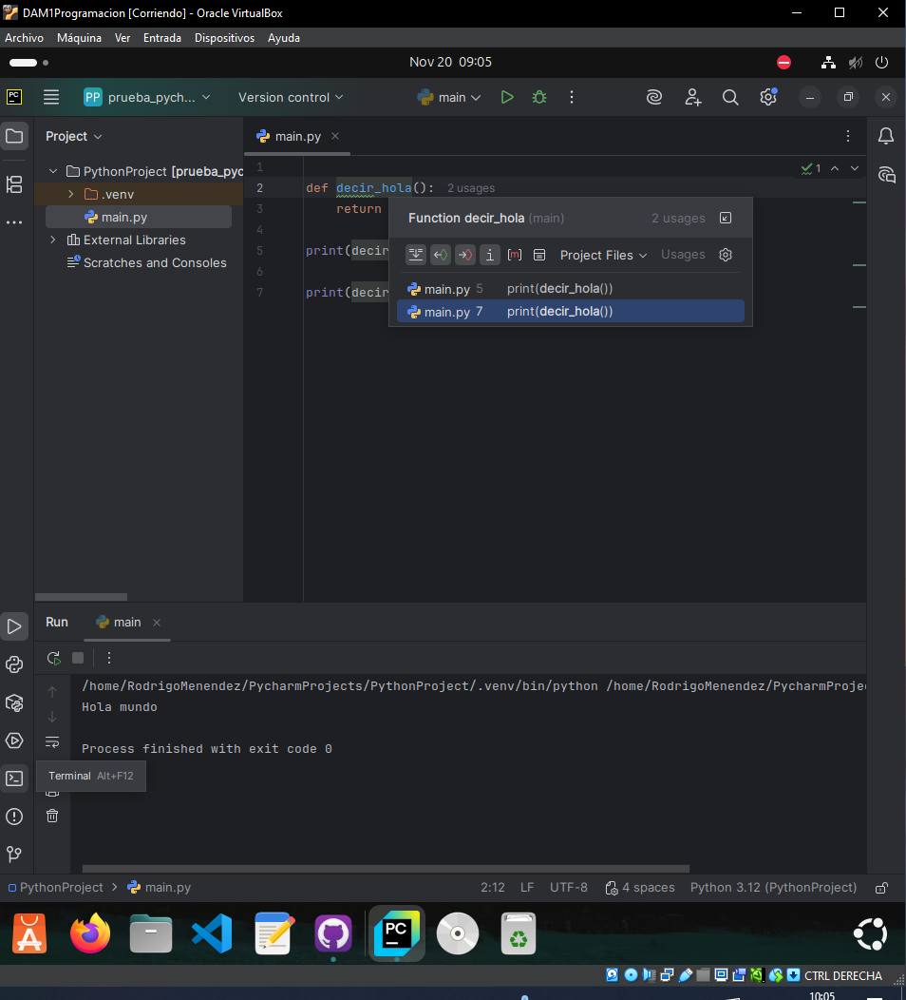 DAM1Programacion [Corriendo] - Oracle VirtualBox
Archivo Máquina Ver Entrada Dispositivos Ayuda
Nov 20 09:05
PC PP prueba_pych... Version control main
Project
main.py
PythonProject [prueba_pyc
.venv
main.py
External Libraries
Scratches and Consoles
1
1
2 def decir_hola(): 2 usages
3 return
4
5 print(decir
6
7 print(decir
Function decir_hola (main) 2 usages
Project Files Usages
main.py 5 print(decir_hola())
main.py 7 print(decir_hola())
Run main
/home/RodrigoMenendez/PycharmProjects/PythonProject/.venv/bin/python /home/RodrigoMenendez/PycharmProje
Hola mundo
Process finished with exit code 0
Terminal Alt+F12
PythonProject > main.py 2:12 LF UTF-8 4 spaces Python 3.12 (PythonProject)
PC
CTRL DERECHA
10:05